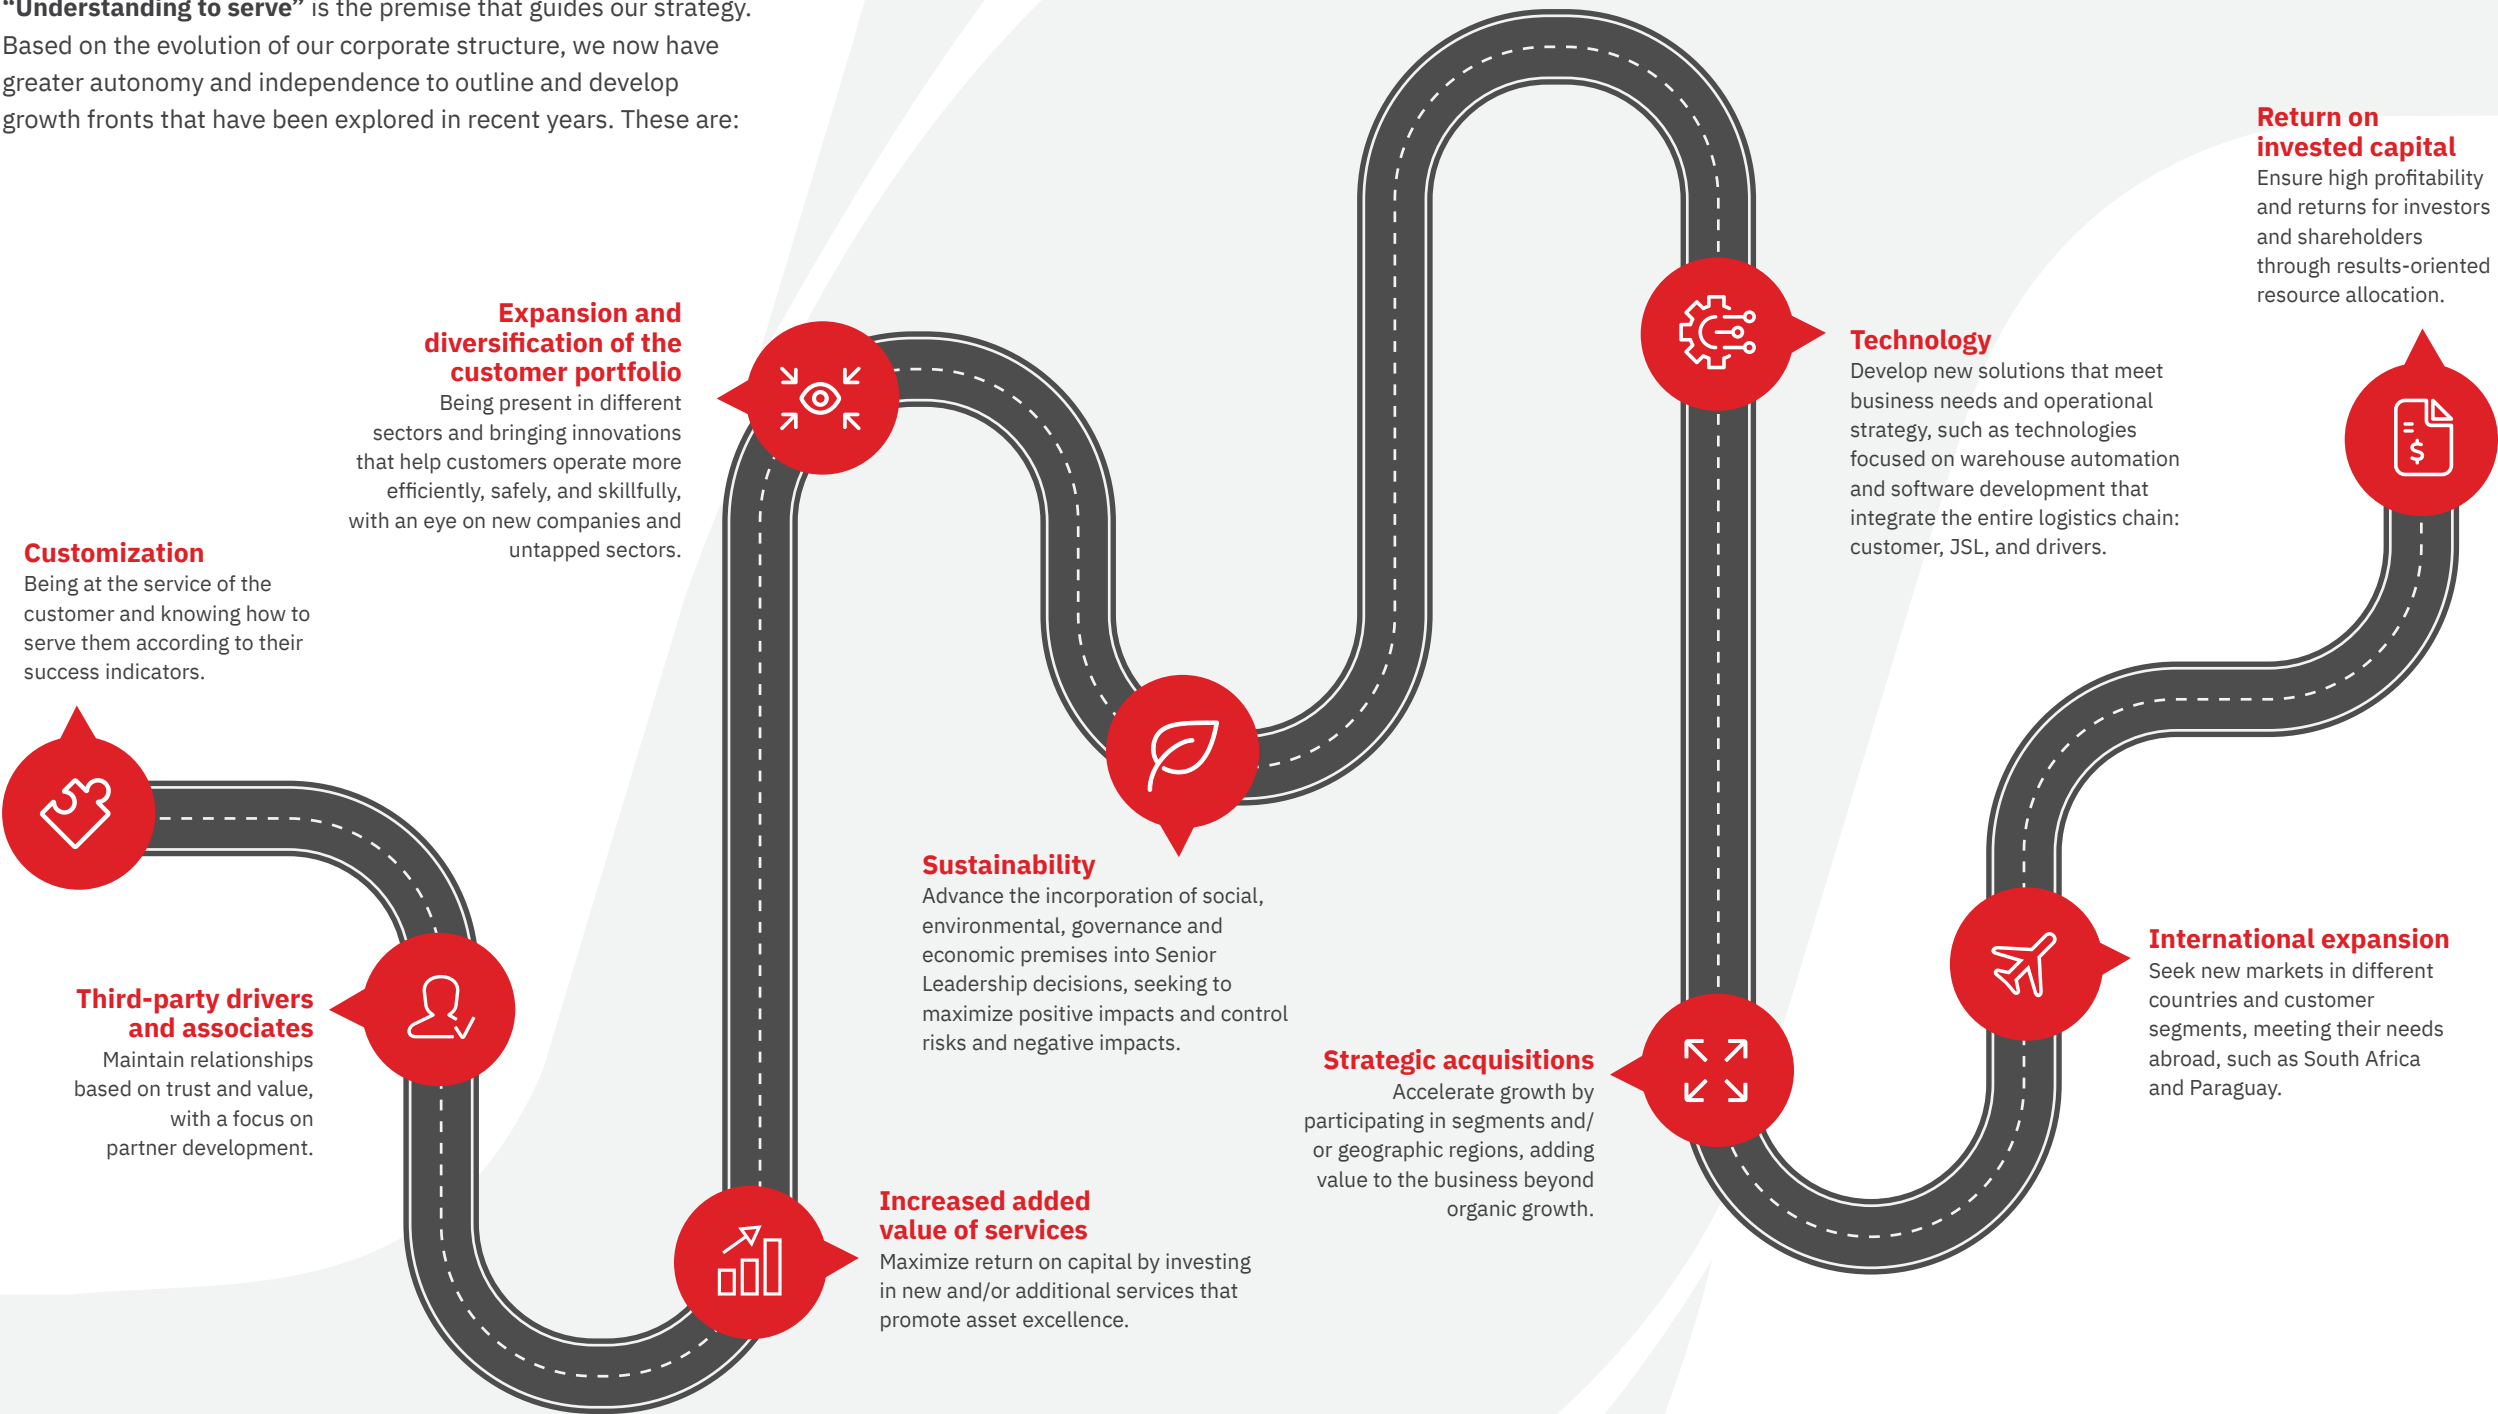 “Understanding to serve” is the premise that guides our strategy.
Based on the evolution of our corporate structure, we now have
greater autonomy and independence to outline and develop
growth fronts that have been explored in recent years. These are:
Customization
Being at the service of the
customer and knowing how to
serve them according to their
success indicators.
Third-party drivers
and associates
Maintain relationships
based on trust and value,
with a focus on
partner development.
Increased added
value of services
Maximize return on capital by investing
in new and/or additional services that
promote asset excellence.
Expansion and
diversification of the
customer portfolio
Being present in different
sectors and bringing innovations
that help customers operate more
efficiently, safely, and skillfully,
with an eye on new companies and
untapped sectors.
Sustainability
Advance the incorporation of social,
environmental, governance and
economic premises into Senior
Leadership decisions, seeking to
maximize positive impacts and control
risks and negative impacts.
Technology
Develop new solutions that meet
business needs and operational
strategy, such as technologies
focused on warehouse automation
and software development that
integrate the entire logistics chain:
customer, JSL, and drivers.
Strategic acquisitions
Accelerate growth by
participating in segments and/
or geographic regions, adding
value to the business beyond
organic growth.
International expansion
Seek new markets in different
countries and customer
segments, meeting their needs
abroad, such as South Africa
and Paraguay.
Return on
invested capital
Ensure high profitability
and returns for investors
and shareholders
through results-oriented
resource allocation.
$